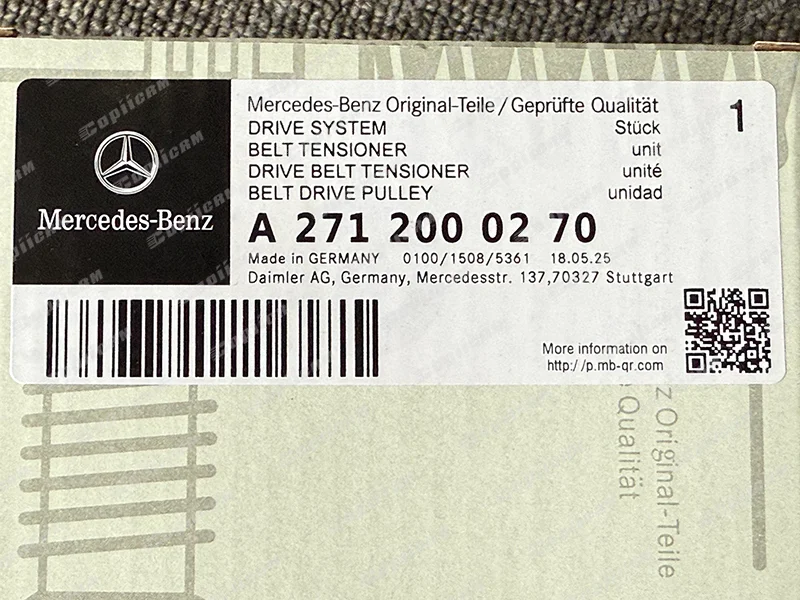 Mercedes-Benz Original-Teile / Geprüfte Qualität
1
DRIVE SYSTEM Stück
BELT TENSIONER unit
DRIVE BELT TENSIONER unité
BELT DRIVE PULLEY unidad
Mercedes-Benz
A 271 200 02 70
Made in GERMANY 0100/1508/5361 18.05.25
Daimler AG, Germany, Mercedesstr. 137,70327 Stuttgart
More information on
http://p.mb-qr.com
z Original-Teile
Qualität
CopiiCAM